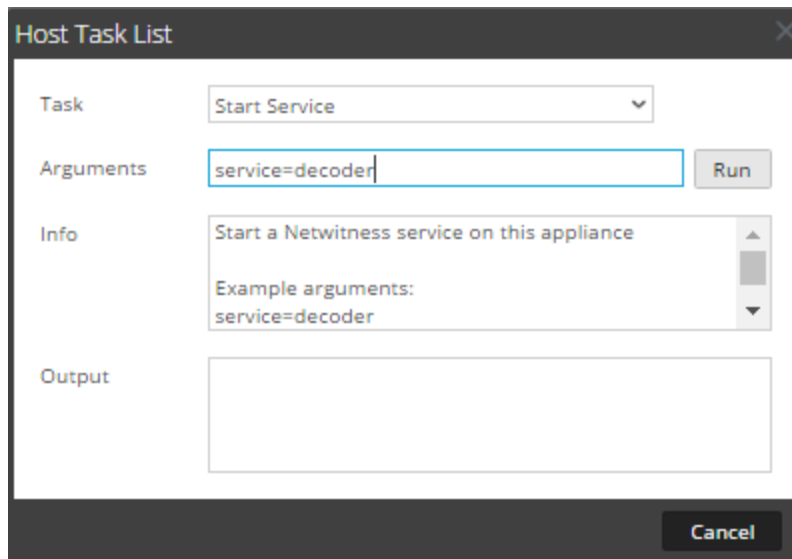 Host Task List
Task
Start Service
Arguments
service=decoder
Run
Info
Start a Netwitness service on this appliance
Example arguments:
service=decoder
Output
Cancel